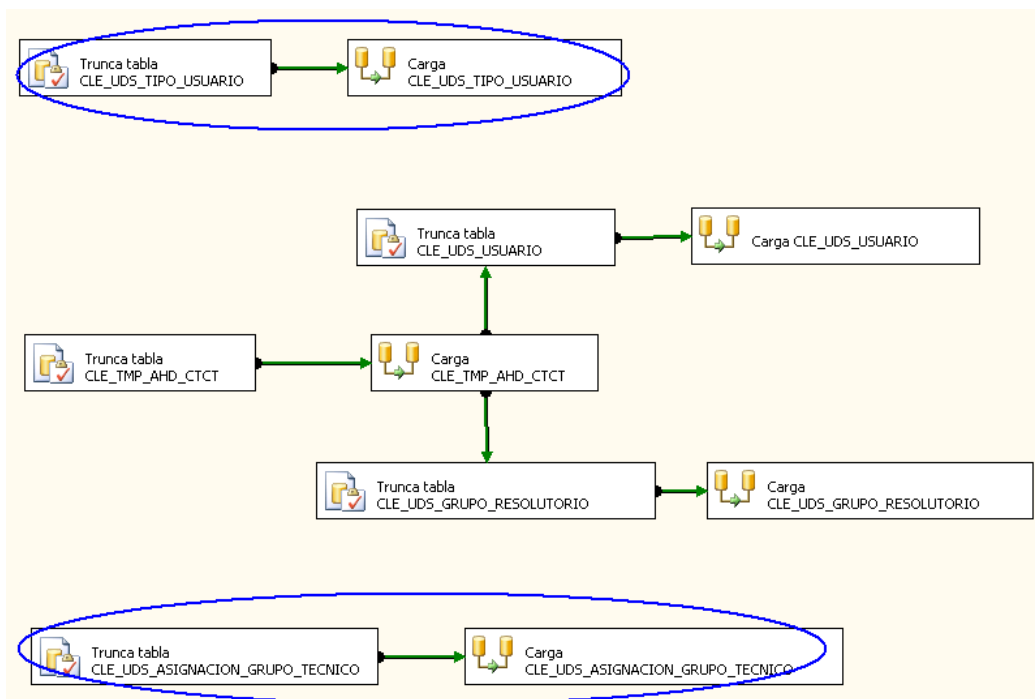 Trunca tabla
CLE_UDS_TIPO_USUARIO
Carga
CLE_UDS_TIPO_USUARIO
Trunca tabla
CLE_UDS_USUARIO
Carga CLE_UDS_USUARIO
Trunca tabla
CLE_TMP_AHD_CTCT
Carga
CLE_TMP_AHD_CTCT
Trunca tabla
CLE_UDS_GRUPO_RESOLUTORIO
Carga
CLE_UDS_GRUPO_RESOLUTORIO
Trunca tabla
CLE_UDS_ASIGNACION_GRUPO_TECNICO
Carga
CLE_UDS_ASIGNACION_GRUPO_TECNICO